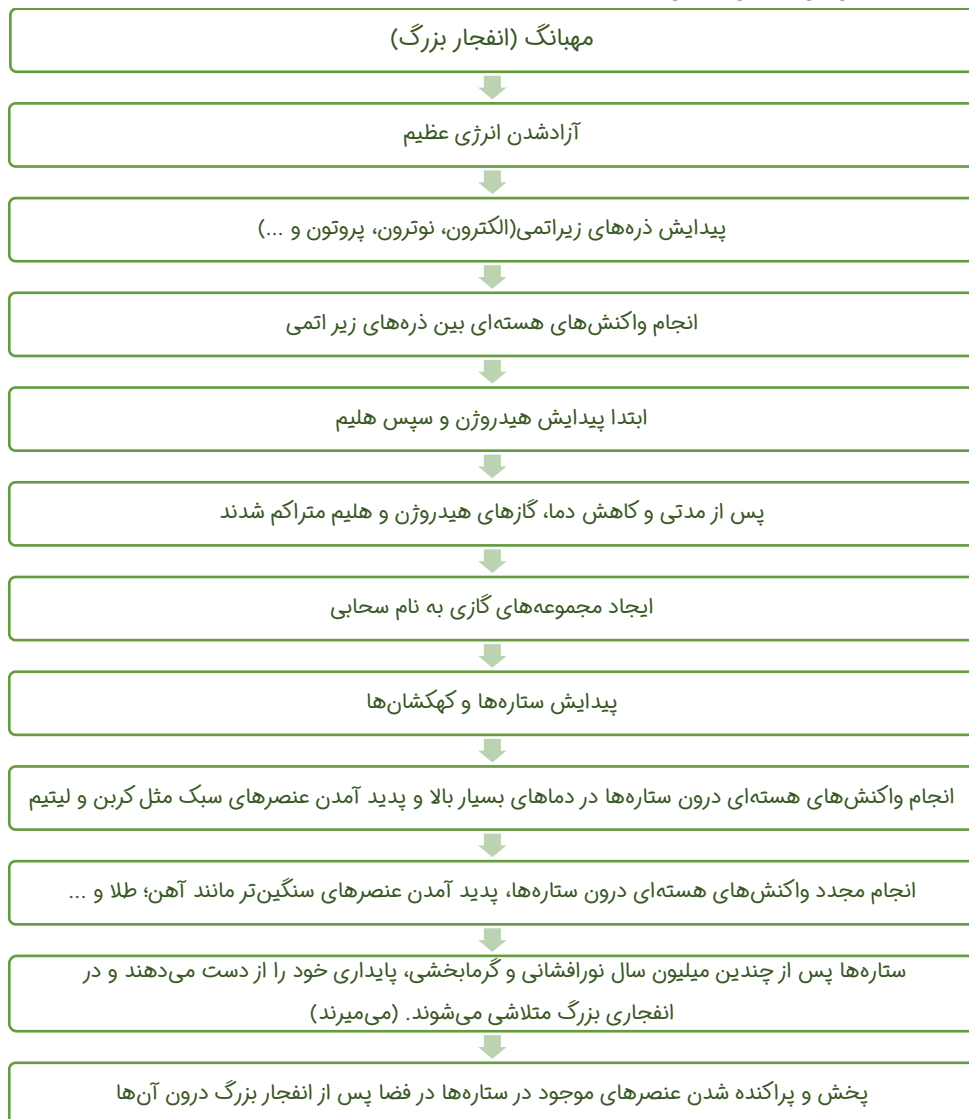 مهبانگ (انفجار بزرگ)
آزادشدن انرژی عظیم
پیدایش ذره‌های زیراتمی(الکترون، نوترون، پروتون و ...)
انجام واکنش‌های هسته‌ای بین ذره‌های زیر اتمی
ابتدا پیدایش هیدروژن و سپس هلیم
پس از مدتی و کاهش دما، گازهای هیدروژن و هلیم متراکم شدند
ایجاد مجموعه‌های گازی به نام سحابی
پیدایش ستاره‌ها و کهکشان‌ها
انجام واکنش‌های هسته‌ای درون ستاره‌ها در دماهای بسیار بالا و پدید آمدن عنصرهای سبک مثل کربن و لیتیم
انجام مجدد واکنش‌های هسته‌ای درون ستاره‌ها، پدید آمدن عنصرهای سنگین‌تر مانند آهن؛ طلا و ...
ستاره‌ها پس از چندین میلیون سال نورافشانی و گرمابخشی، پایداری خود را از دست می‌دهند و در
انفجاری بزرگ متلاشی می‌شوند. (می‌میرند)
پخش و پراکنده شدن عنصرهای موجود در ستاره‌ها در فضا پس از انفجار بزرگ درون آن‌ها